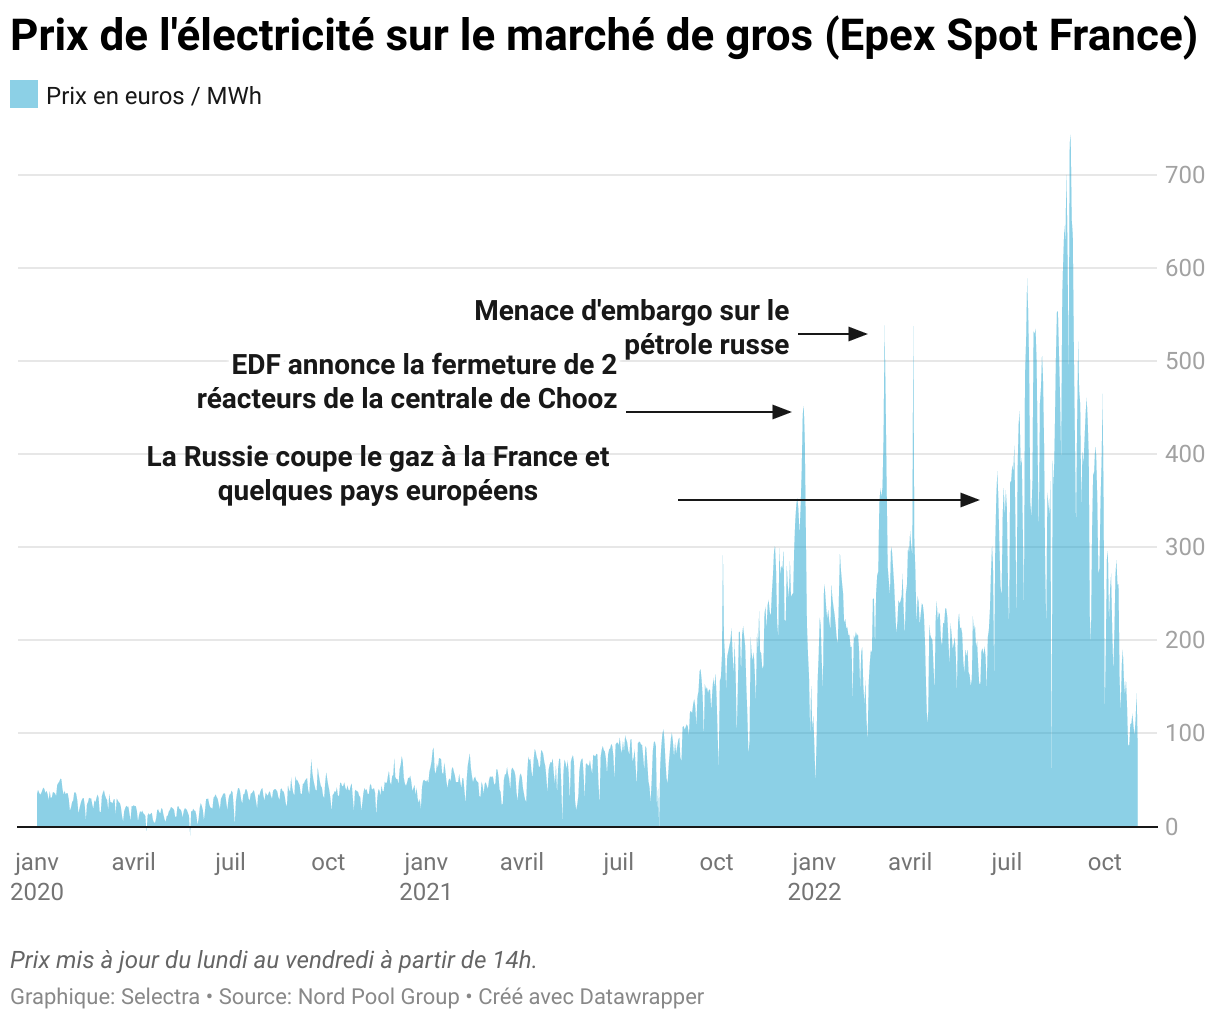 Prix de l'électricité sur le marché de gros (Epex Spot France)
Prix en euros / MWh
700
600
Menace d'embargo sur le
pétrole russe
500
EDF annonce la fermeture de 2
réacteurs de la centrale de Chooz
400
La Russie coupe le gaz à la France et
quelques pays européens
300
200
100
0
janv avril juil oct janv avril juil oct janv avril juil oct
2020 2021 2022
Prix mis à jour du lundi au vendredi à partir de 14h.
Graphique: Selectra • Source: Nord Pool Group • Créé avec Datawrapper